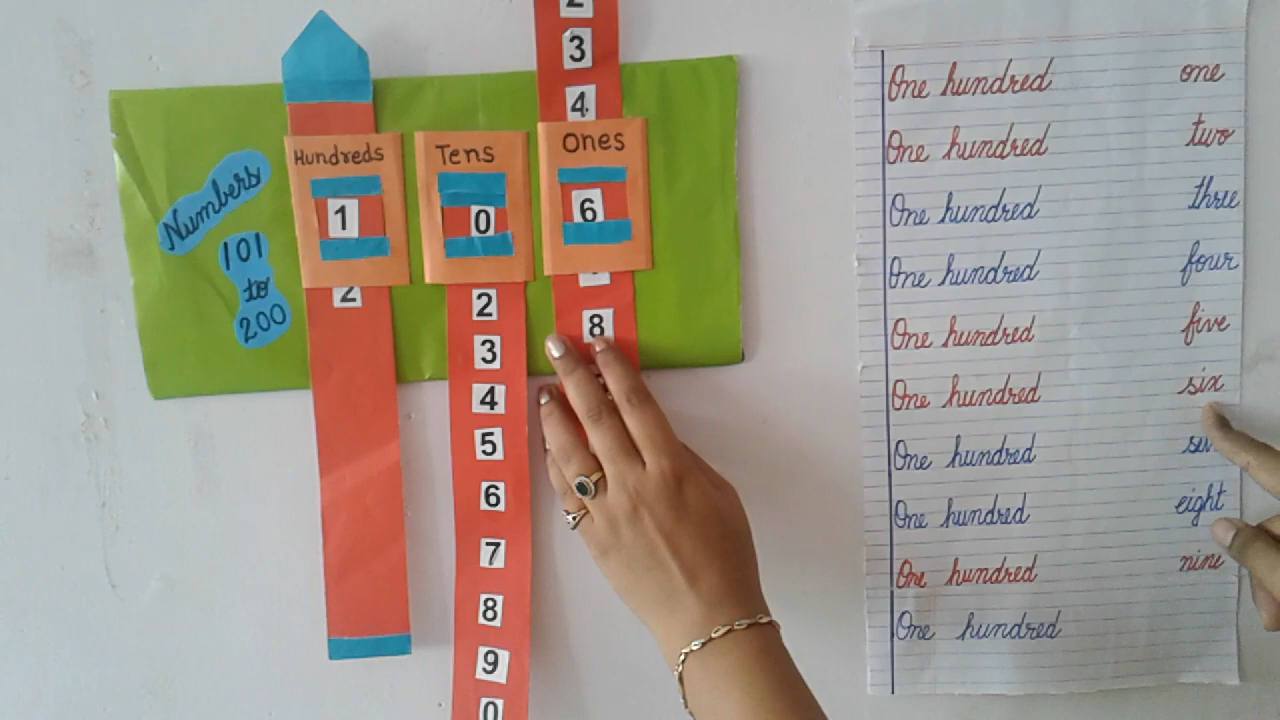 2
3
4
Hundreds
Tens
Ones
1
0
6
Numbers
101
to
200
2
2
3
4
5
6
7
8
9
0
8
One hundred one
One hundred two
One hundred three
One hundred four
One hundred five
One hundred six
One hundred
One hundred eight
One hundred nine
One hundred